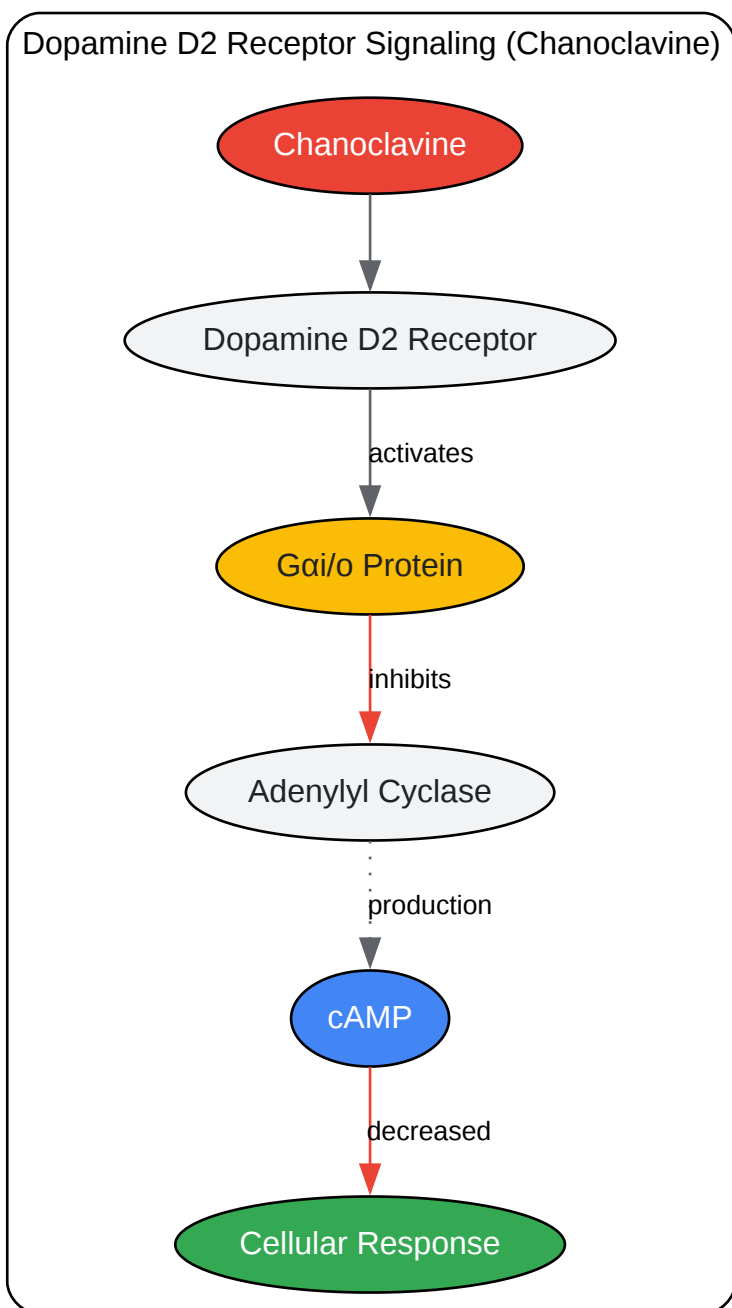 Dopamine D2 Receptor Signaling (Chanoclavine)
Chanoclavine
Dopamine D2 Receptor
activates
Gαi/o Protein
inhibits
Adenylyl Cyclase
production
cAMP
decreased
Cellular Response